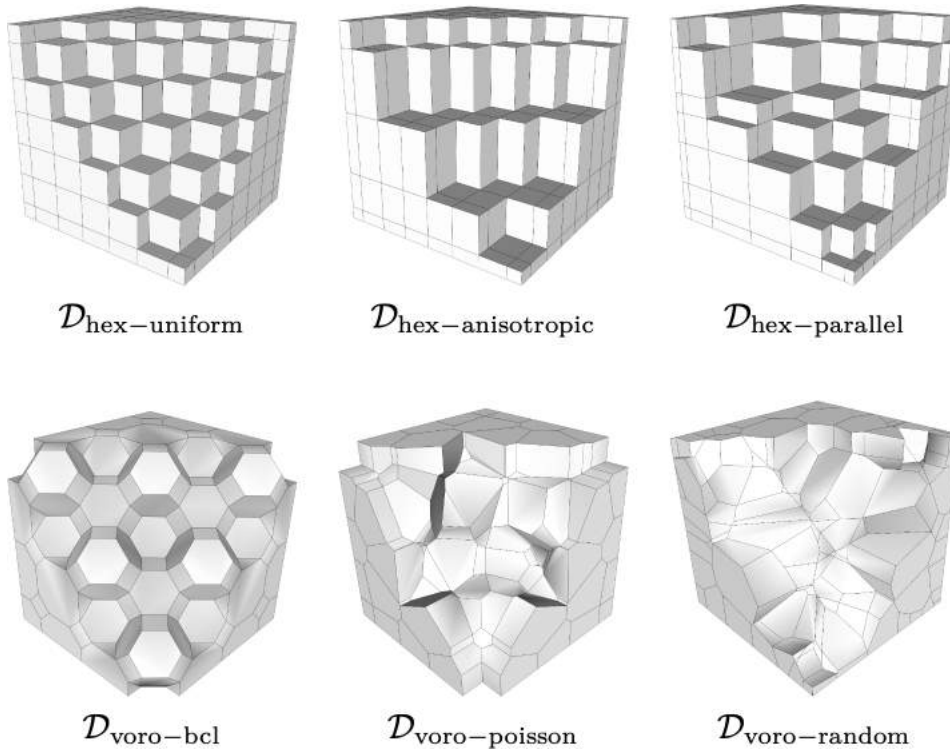 𝒟hex−uniform
𝒟hex−anisotropic
𝒟hex−parallel
𝒟voro−bcl
𝒟voro−poisson
𝒟voro−random